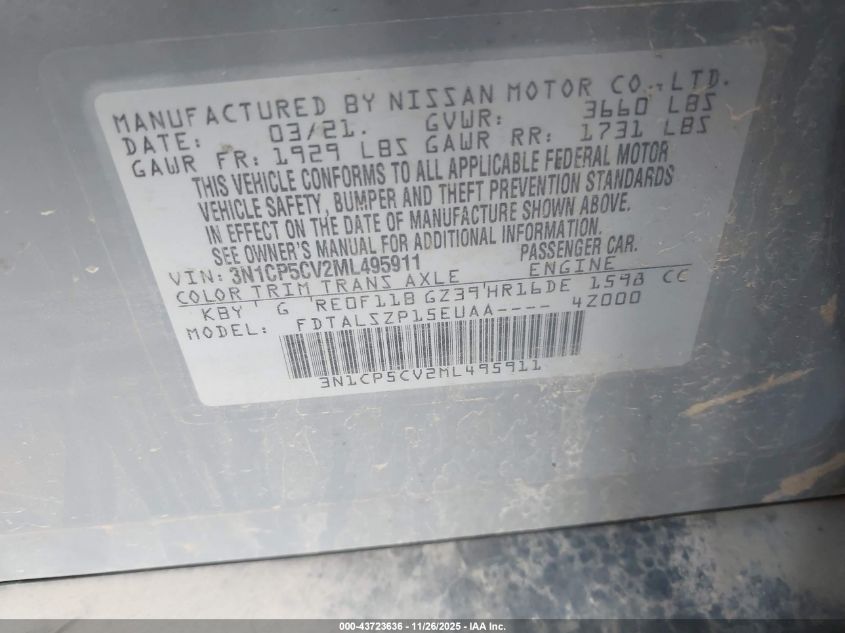 MANUFACTURED BY NISSAN MOTOR CO.,LTD.
DATE: 03/21. GVWR: 3660 LBS
GAWR FR: 1929 LBS GAWR RR: 1731 LBS
THIS VEHICLE CONFORMS TO ALL APPLICABLE FEDERAL MOTOR
VEHICLE SAFETY, BUMPER AND THEFT PREVENTION STANDARDS
IN EFFECT ON THE DATE OF MANUFACTURE SHOWN ABOVE.
SEE OWNER'S MANUAL FOR ADDITIONAL INFORMATION.
VIN: 3N1CP5CV2ML495911 PASSENGER CAR.
COLOR TRIM TRANS AXLE ENGINE
KBY G RE0F11B GZ39 HR16DE 1598 CC
MODEL: FDTALSZP15EUAA---- 4Z000
3N1CP5CV2ML495911
000-43723636 - 11/26/2025 - IAA Inc.